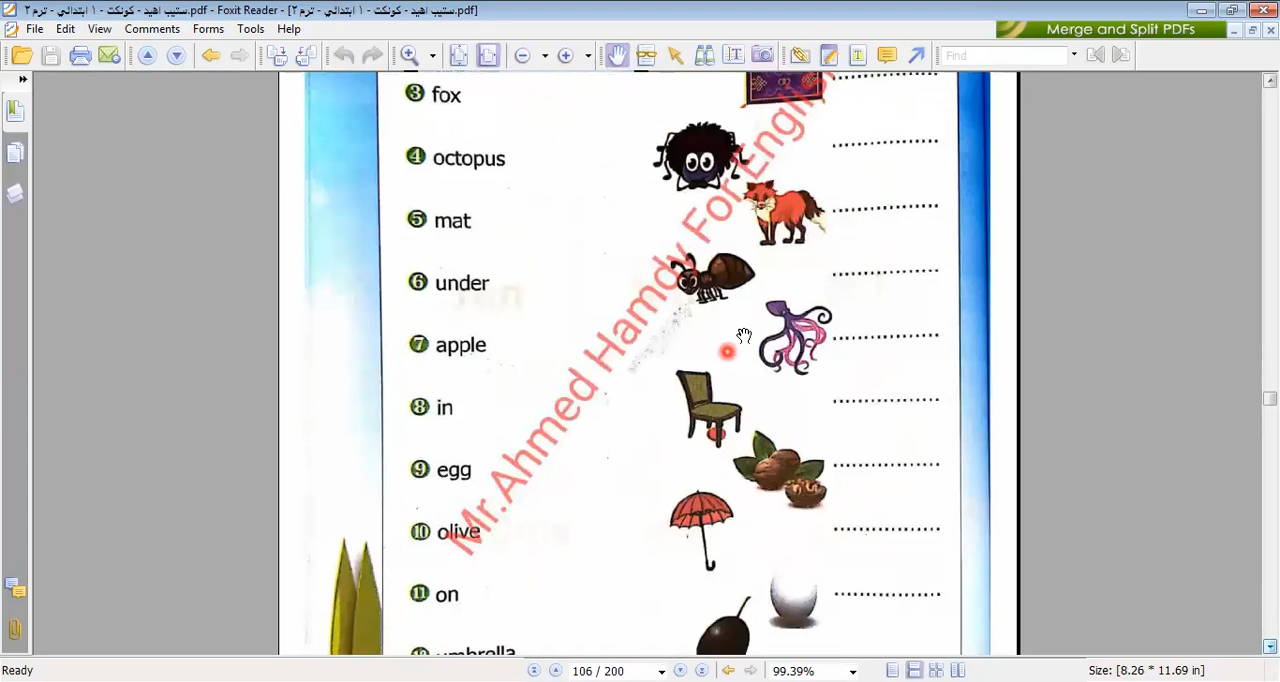 ستيب اهيد - كونكت - ١ ابتدائي - ترم ٢.pdf - Foxit Reader - [ستيب اهيد - كونكت - ١ ابتدائي - ترم ٢.pdf]
File Edit View Comments Forms Tools Help
Merge and Split PDFs
Find
3 fox
4 octopus
5 mat
6 under
7 apple
8 in
9 egg
10 olive
11 on
12 umbrella
Mr.Ahmed Hamdy For English
Ready
106 / 200
99.39%
Size: [8.26 * 11.69 in]